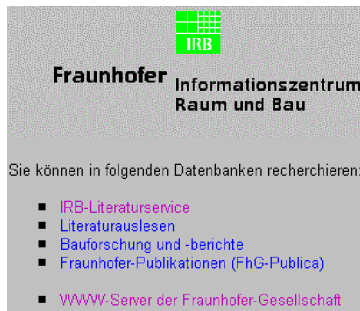 IRB
Fraunhofer
Informationszentrum
Raum und Bau
Sie können in folgenden Datenbanken recherchieren:
IRB-Literaturservice
Literaturauslesen
Bauforschung und -berichte
Fraunhofer-Publikationen (FhG-Publica)
WWW-Server der Fraunhofer-Gesellschaft